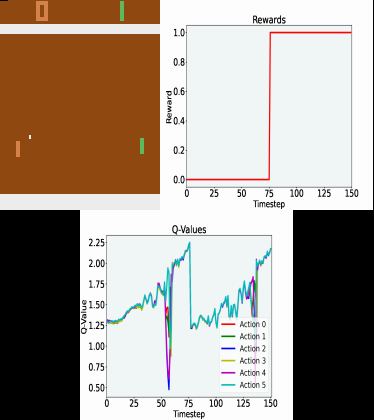 0 1
Rewards
1.0
0.8
0.6
0.4
0.2
0.0
Reward
0 25 50 75 100 125 150
Timestep
Q-Values
2.25
2.00
1.75
1.50
1.25
1.00
0.75
0.50
Q-Value
Action 0
Action 1
Action 2
Action 3
Action 4
Action 5
0 25 50 75 100 125 150
Timestep